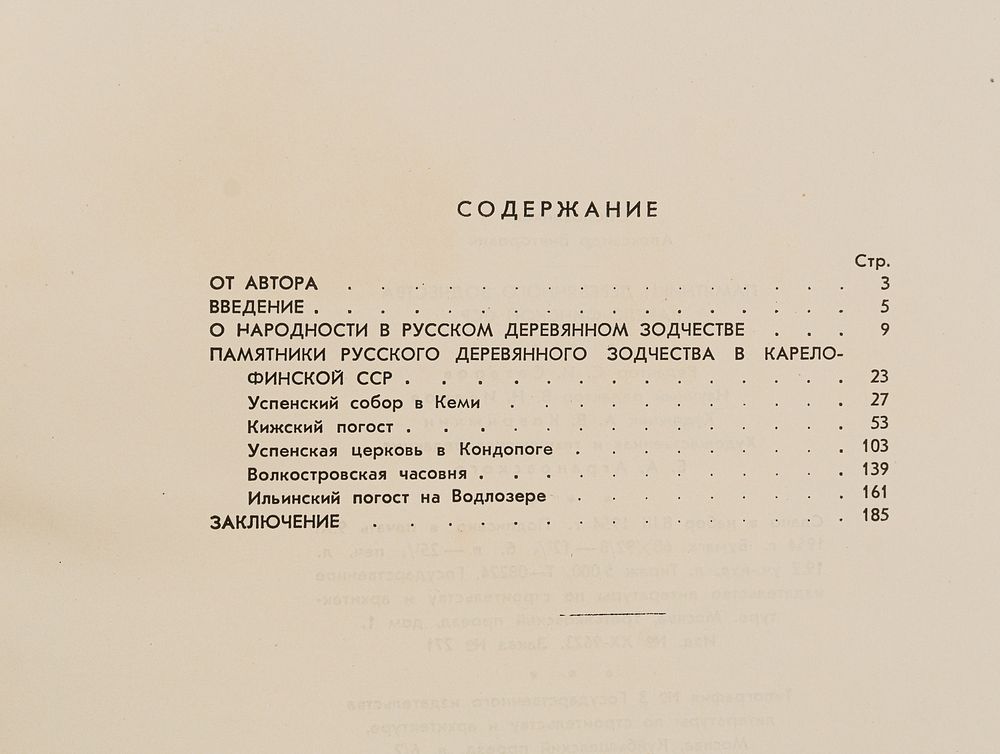 СОДЕРЖАНИЕ
Стр.
ОТ АВТОРА . . . . . . . . . . . . . . . . . 3
ВВЕДЕНИЕ . . . . . . . . . . . . . . . . . 5
О НАРОДНОСТИ В РУССКОМ ДЕРЕВЯННОМ ЗОДЧЕСТВЕ . . . 9
ПАМЯТНИКИ РУССКОГО ДЕРЕВЯННОГО ЗОДЧЕСТВА В КАРЕЛО-
ФИНСКОЙ ССР . . . . . . . . . . . . . . 23
Успенский собор в Кеми . . . . . . . . . . . 27
Кижский погост . . . . . . . . . . . . . . 53
Успенская церковь в Кондопоге . . . . . . . . . 103
Волкостровская часовня . . . . . . . . . . . . 139
Ильинский погост на Водлозере . . . . . . . . . 161
ЗАКЛЮЧЕНИЕ . . . . . . . . . . . . . . . 185